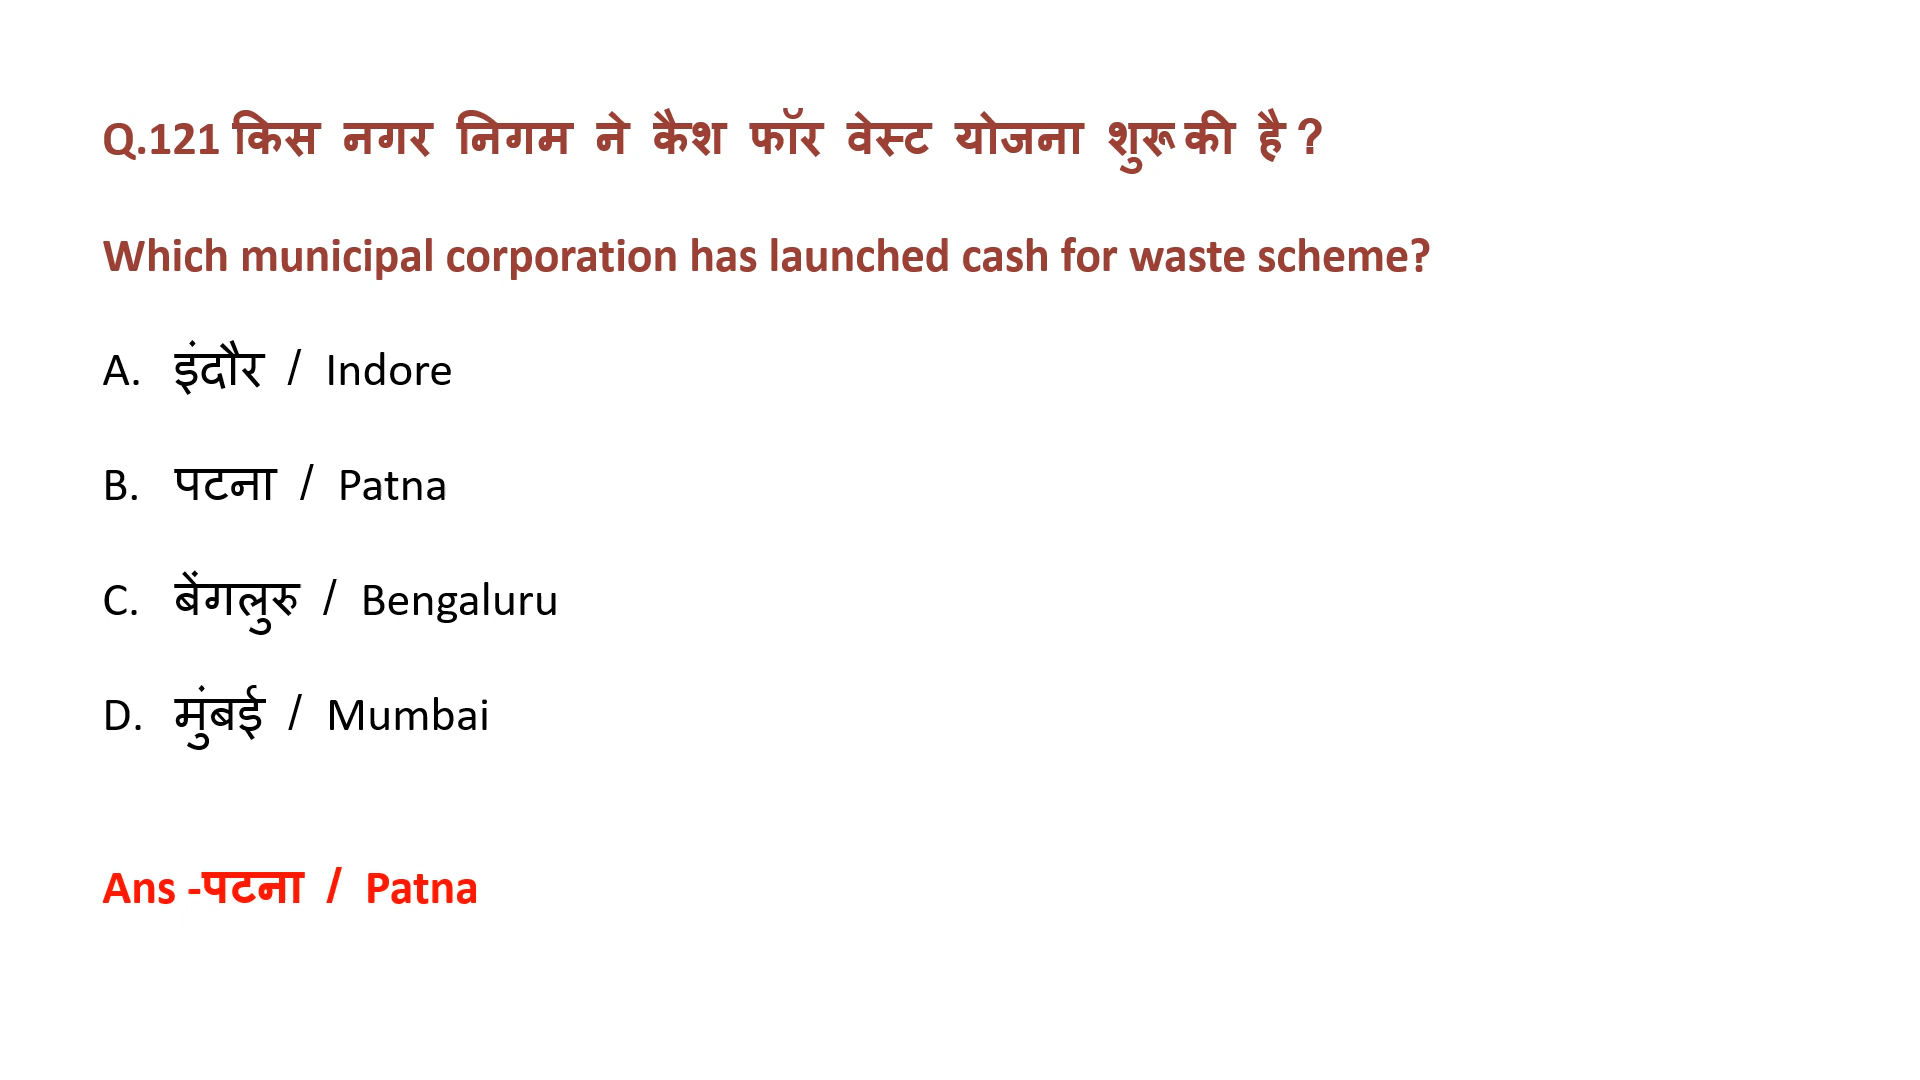 Q.121 किस नगर निगम ने कैश फॉर वेस्ट योजना शुरू की है ?
Which municipal corporation has launched cash for waste scheme?
A. इंदौर / Indore
B. पटना / Patna
C. बेंगलुरु / Bengaluru
D. मुंबई / Mumbai
Ans -पटना / Patna